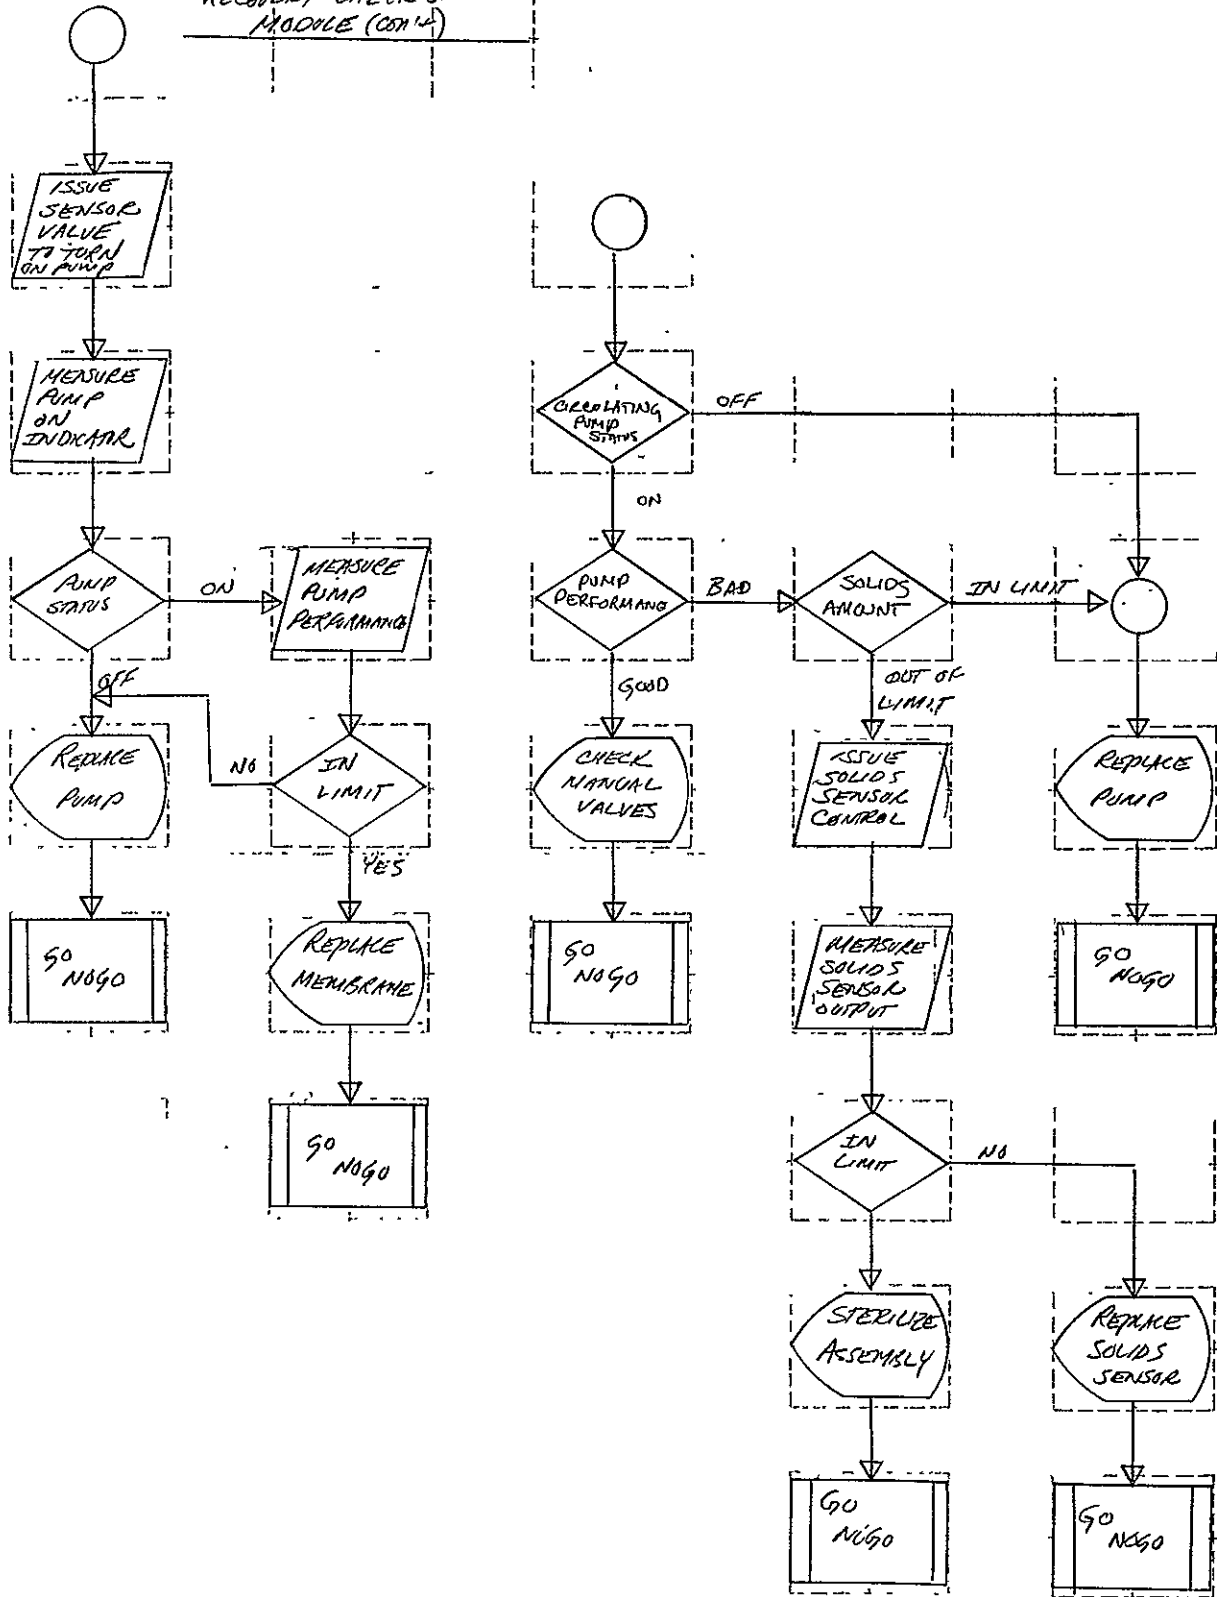 MODULE (CON'T)
ISSUE
SENSOR
VALUE
TO TURN
ON PUMP
MEASURE
PUMP
ON
INDICATOR
PUMP
STATUS
ON
OFF
MEASURE
PUMP
PERFORMANCE
REPLACE
PUMP
NO
IN
LIMIT
YES
GO
NOGO
REPLACE
MEMBRANE
GO
NOGO
CIRCULATING
PUMP
STATUS
OFF
ON
PUMP
PERFORMANC
BAD
SOLIDS
AMOUNT
IN LIMIT
GOOD
OUT OF
LIMIT
CHECK
MANUAL
VALVES
ISSUE
SOLIDS
SENSOR
CONTROL
REPLACE
PUMP
GO
NOGO
MEASURE
SOLIDS
SENSOR
OUTPUT
GO
NOGO
IN
LIMIT
NO
STERILIZE
ASSEMBLY
REPLACE
SOLIDS
SENSOR
GO
NOGO
GO
NOGO